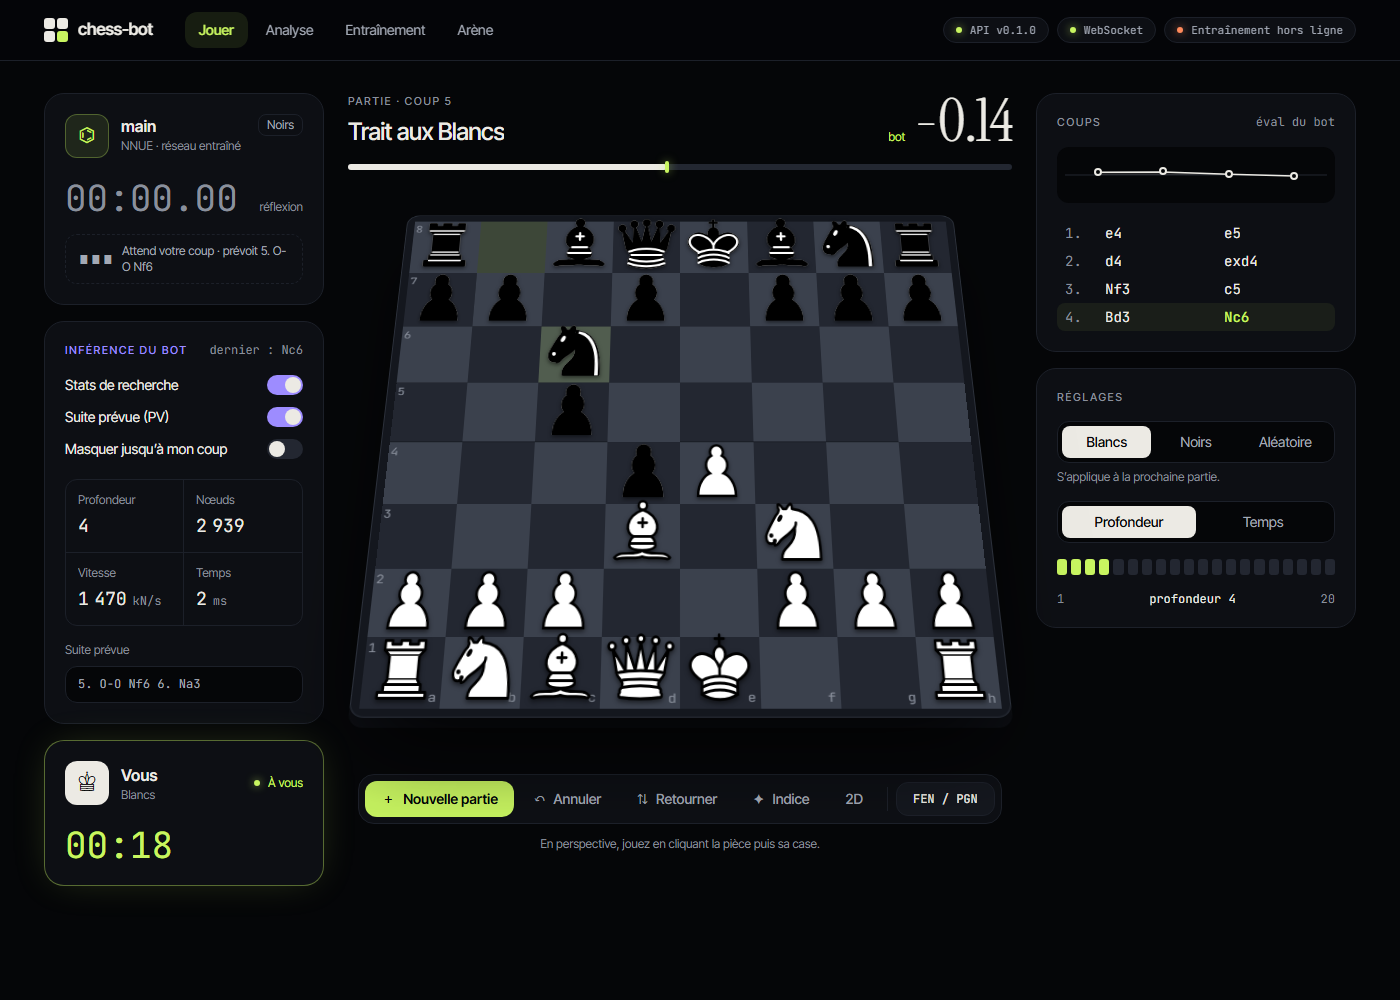 chess-bot
Jouer
Analyse
Entraînement
Arène
API v0.1.0
WebSocket
Entraînement hors ligne
main
NNUE · réseau entraîné
Noirs
00:00.00
réflexion
Attend votre coup · prévoit 5. O-
O Nf6
INFÉRENCE DU BOT
dernier : Nc6
Stats de recherche
Suite prévue (PV)
Masquer jusqu’à mon coup
Profondeur
4
Nœuds
2 939
Vitesse
1 470 kN/s
Temps
2 ms
Suite prévue
5. O-O Nf6 6. Na3
Vous
Blancs
À vous
00:18
PARTIE · COUP 5
Trait aux Blancs
bot
−0.14
8
7
6
5
4
3
2
1
a
b
c
d
e
f
g
h
+ Nouvelle partie
Annuler
Retourner
Indice
2D
FEN / PGN
En perspective, jouez en cliquant la pièce puis sa case.
COUPS
éval du bot
1. e4 e5
2. d4 exd4
3. Nf3 c5
4. Bd3 Nc6
RÉGLAGES
Blancs
Noirs
Aléatoire
S’applique à la prochaine partie.
Profondeur
Temps
1
profondeur 4
20